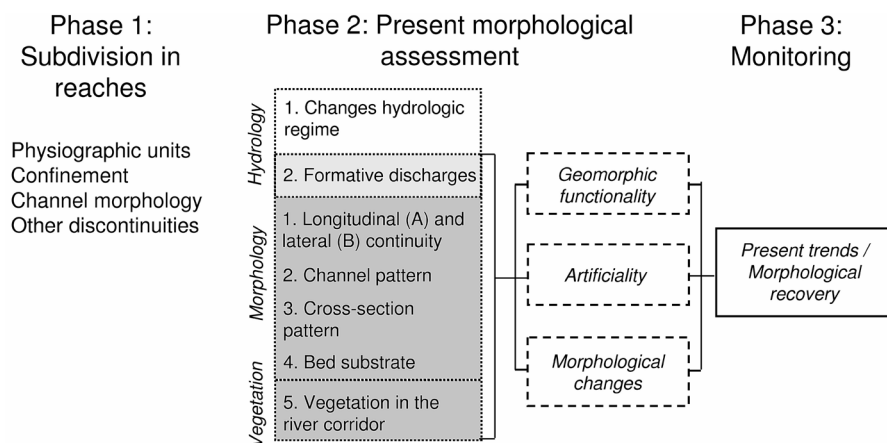 Phase 1:
Subdivision in
reaches
Physiographic units
Confinement
Channel morphology
Other discontinuities
Phase 2: Present morphological
assessment
Hydrology
1. Changes hydrologic
regime
2. Formative discharges
Morphology
1. Longitudinal (A) and
lateral (B) continuity
2. Channel pattern
3. Cross-section
pattern
4. Bed substrate
Vegetation
5. Vegetation in the
river corridor
Geomorphic
functionality
Artificiality
Morphological
changes
Phase 3:
Monitoring
Present trends /
Morphological
recovery